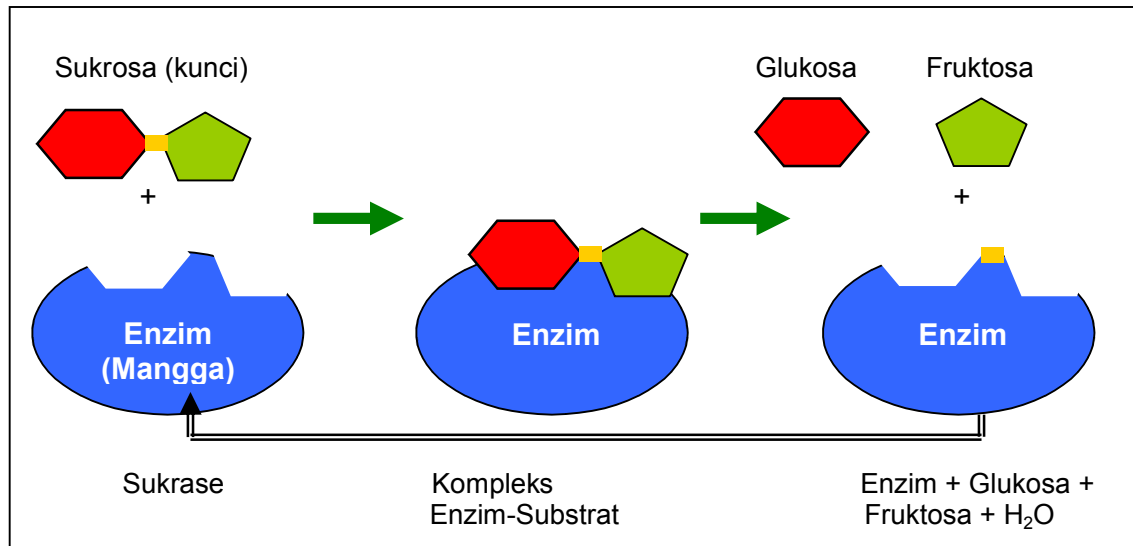 Sukrosa (kunci)
Glukosa
Fruktosa
+
+
Enzim
(Mangga)
Enzim
Enzim
Sukrase
Kompleks
Enzim-Substrat
Enzim + Glukosa +
Fruktosa + H₂O